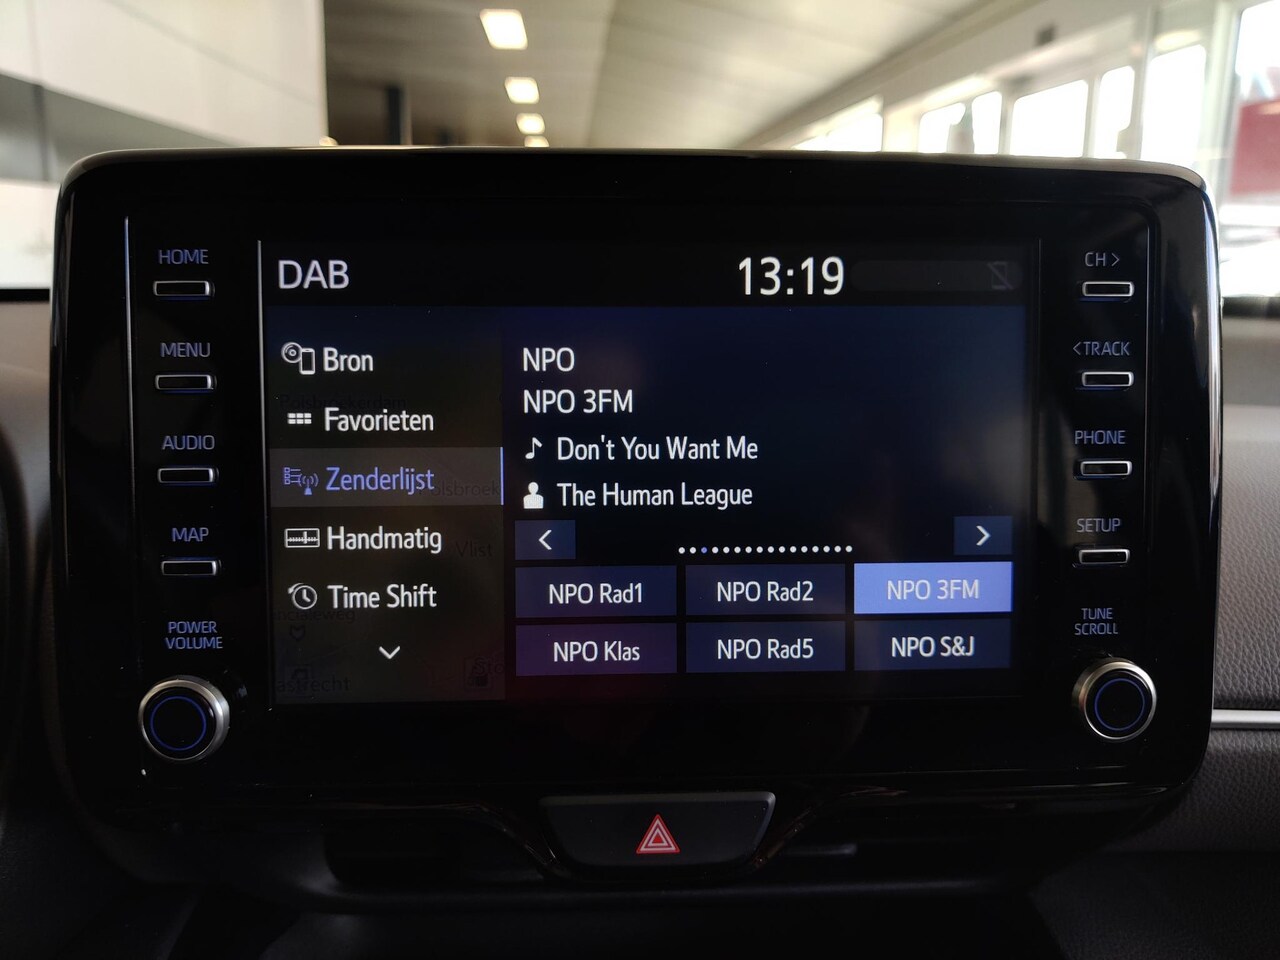 HOME
MENU
AUDIO
MAP
POWER
VOLUME
DAB
13:19
Bron
Favorieten
Zenderlijst
Handmatig
Time Shift
NPO
NPO 3FM
Don't You Want Me
The Human League
<
>
NPO Rad1
NPO Rad2
NPO 3FM
NPO Klas
NPO Rad5
NPO S&J
CH >
<TRACK
PHONE
SETUP
TUNE
SCROLL